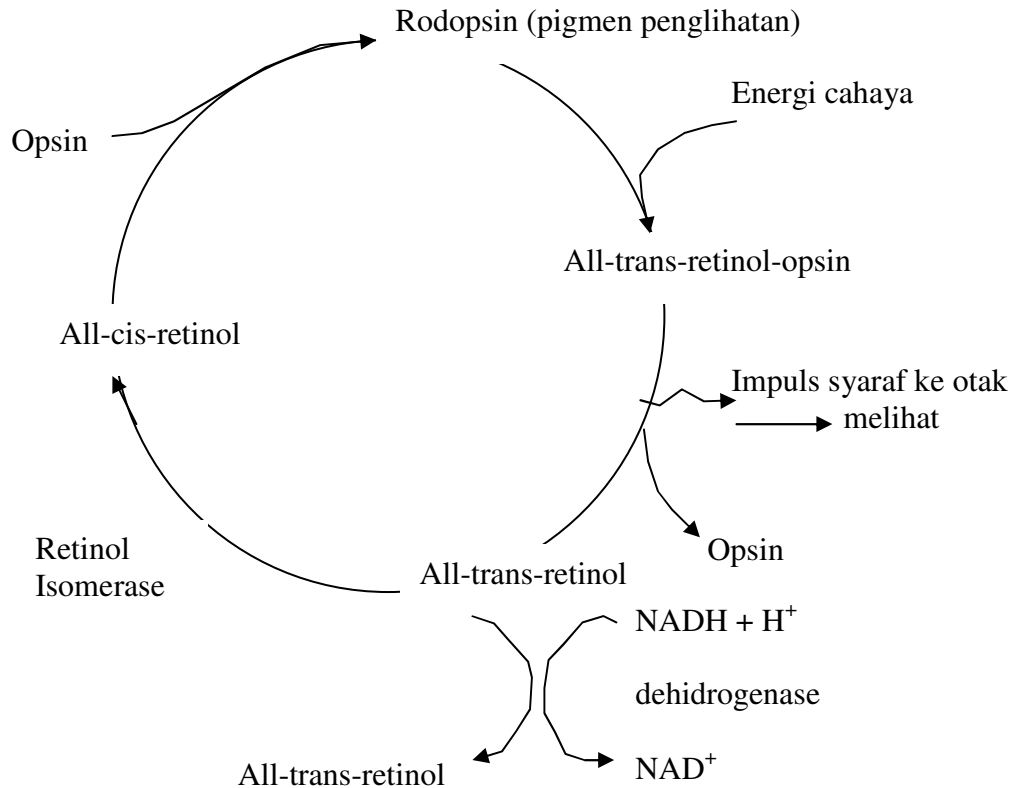 Rodopsin (pigmen penglihatan)
Energi cahaya
Opsin
All-trans-retinol-opsin
All-cis-retinol
Impuls syaraf ke otak
melihat
Retinol
Isomerase
Opsin
All-trans-retinol
NADH + H⁺
dehidrogenase
All-trans-retinol
NAD⁺